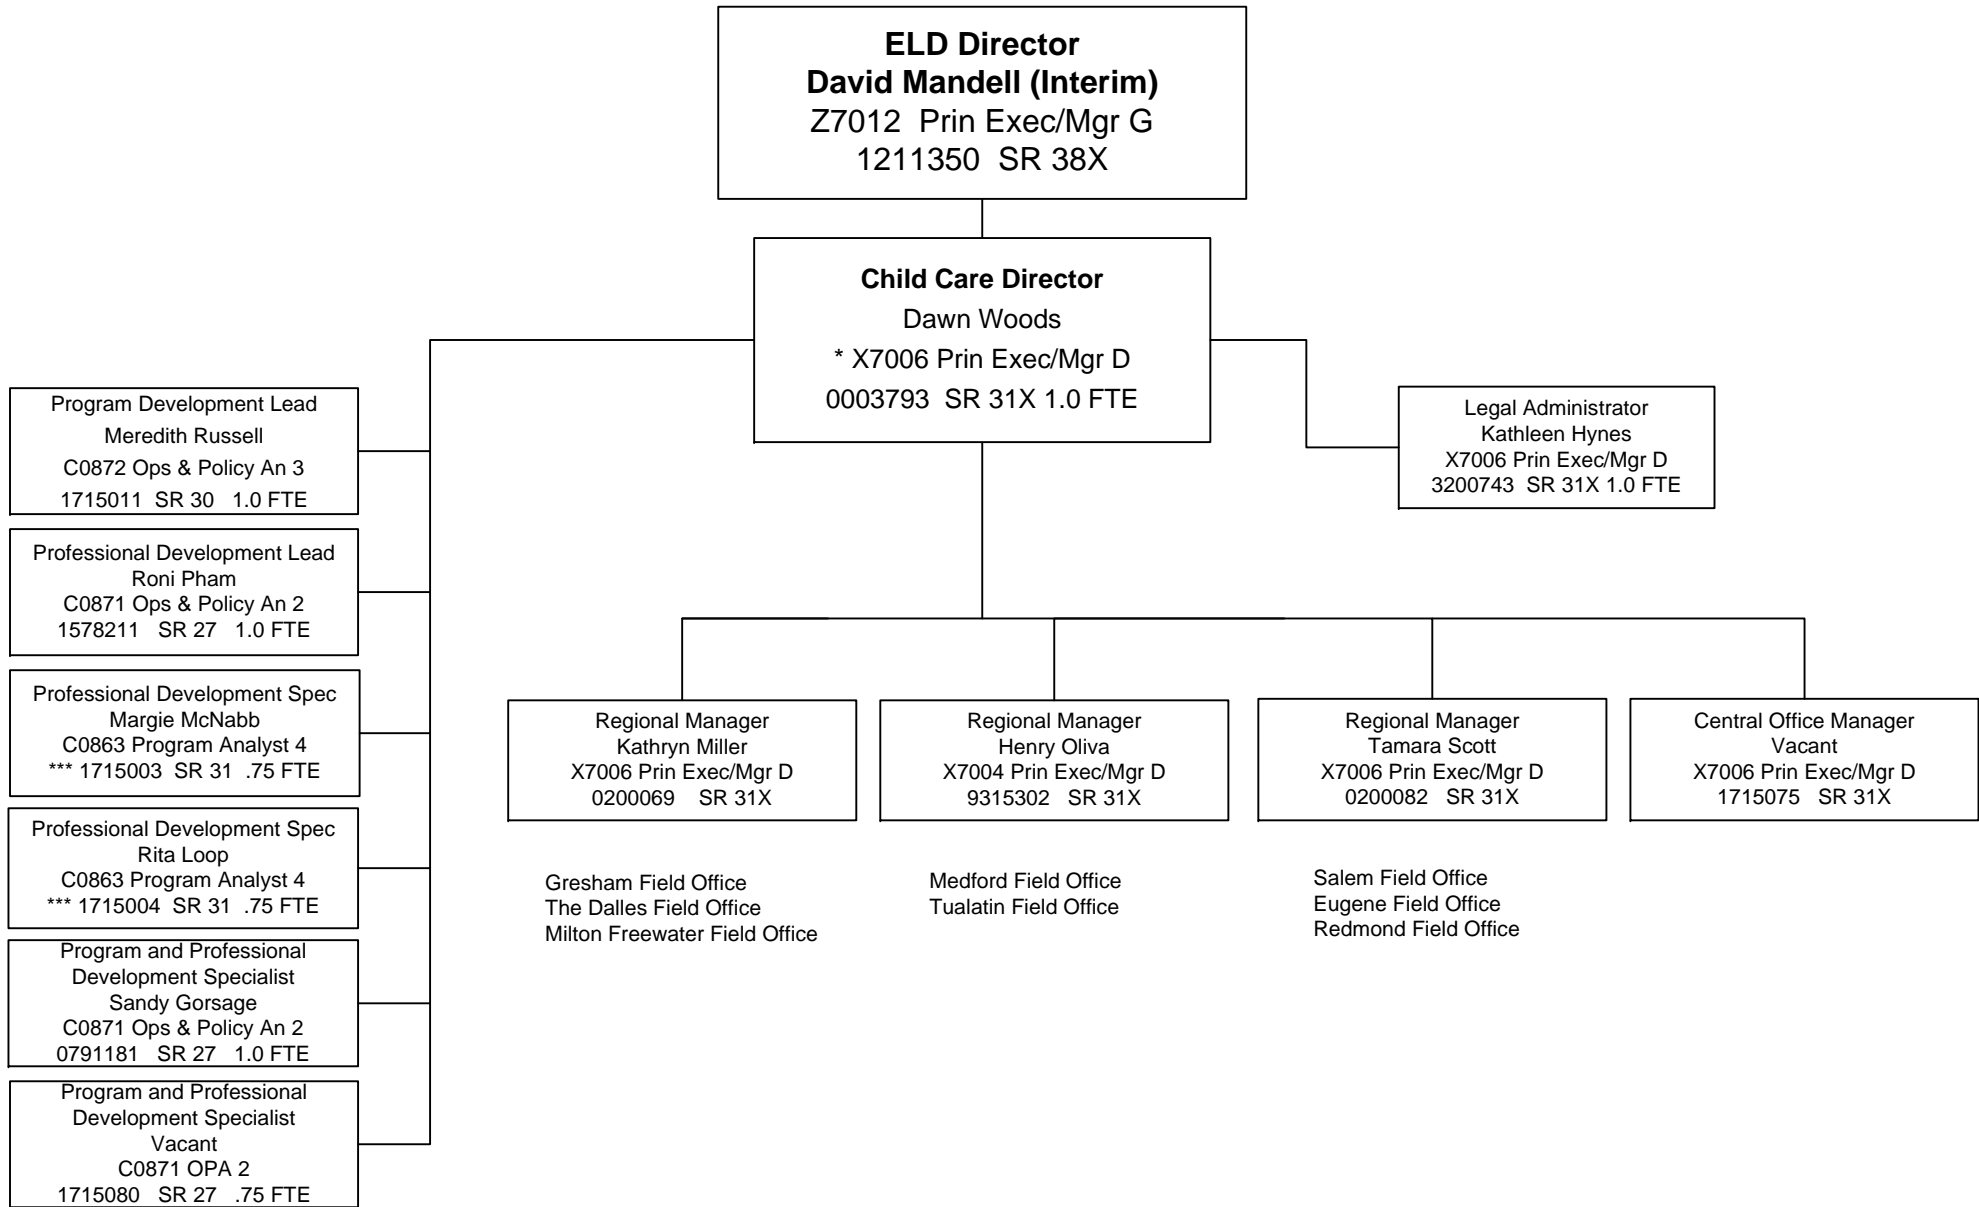 ELD Director
David Mandell (Interim)
Z7012 Prin Exec/Mgr G
1211350 SR 38X
Child Care Director
Dawn Woods
* X7006 Prin Exec/Mgr D
0003793 SR 31X 1.0 FTE
Program Development Lead
Meredith Russell
C0872 Ops & Policy An 3
1715011 SR 30 1.0 FTE
Legal Administrator
Kathleen Hynes
X7006 Prin Exec/Mgr D
3200743 SR 31X 1.0 FTE
Professional Development Lead
Roni Pham
C0871 Ops & Policy An 2
1578211 SR 27 1.0 FTE
Professional Development Spec
Margie McNabb
C0863 Program Analyst 4
*** 1715003 SR 31 .75 FTE
Professional Development Spec
Rita Loop
C0863 Program Analyst 4
*** 1715004 SR 31 .75 FTE
Program and Professional
Development Specialist
Sandy Gorsage
C0871 Ops & Policy An 2
0791181 SR 27 1.0 FTE
Program and Professional
Development Specialist
Vacant
C0871 OPA 2
1715080 SR 27 .75 FTE
Regional Manager
Kathryn Miller
X7006 Prin Exec/Mgr D
0200069 SR 31X
Gresham Field Office
The Dalles Field Office
Milton Freewater Field Office
Regional Manager
Henry Oliva
X7004 Prin Exec/Mgr D
9315302 SR 31X
Medford Field Office
Tualatin Field Office
Regional Manager
Tamara Scott
X7006 Prin Exec/Mgr D
0200082 SR 31X
Salem Field Office
Eugene Field Office
Redmond Field Office
Central Office Manager
Vacant
X7006 Prin Exec/Mgr D
1715075 SR 31X